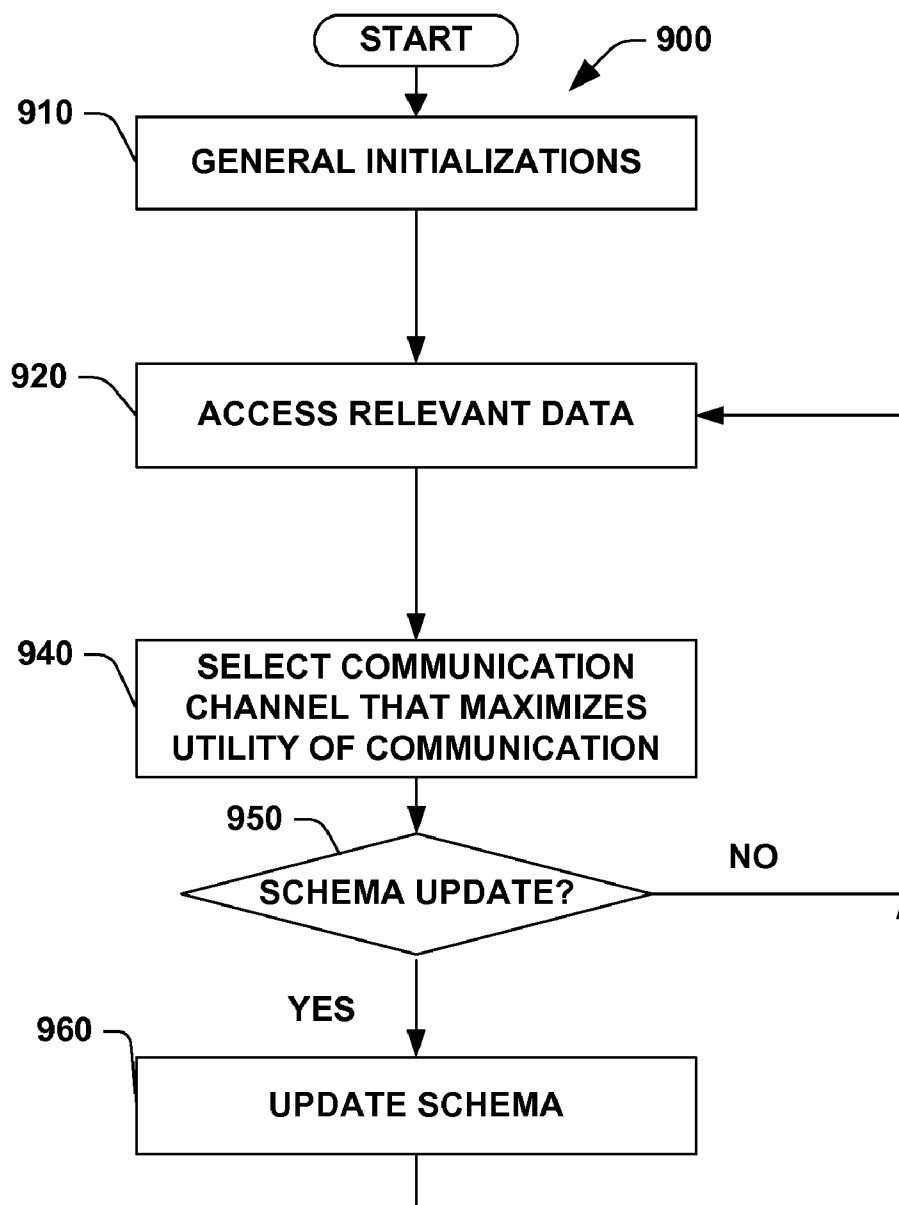 START
900
910
GENERAL INITIALIZATIONS
920
ACCESS RELEVANT DATA
940
SELECT COMMUNICATION
CHANNEL THAT MAXIMIZES
UTILITY OF COMMUNICATION
950
SCHEMA UPDATE?
NO
YES
960
UPDATE SCHEMA